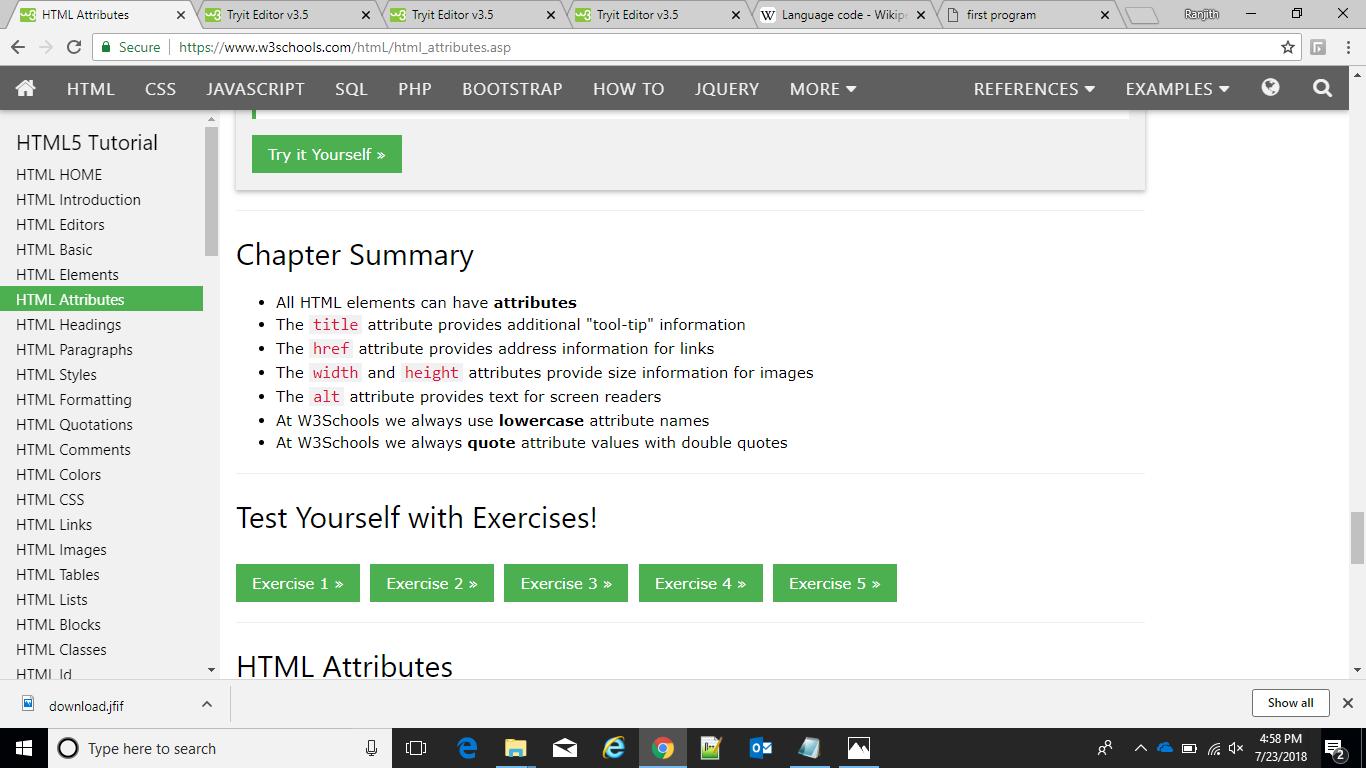 HTML Attributes
Tryit Editor v3.5
Tryit Editor v3.5
Tryit Editor v3.5
Language code - Wikip
first program
Ranjith
Secure
https://www.w3schools.com/html/html_attributes.asp
HTML CSS JAVASCRIPT SQL PHP BOOTSTRAP HOW TO JQUERY MORE REFERENCES EXAMPLES
HTML5 Tutorial
HTML HOME
HTML Introduction
HTML Editors
HTML Basic
HTML Elements
HTML Attributes
HTML Headings
HTML Paragraphs
HTML Styles
HTML Formatting
HTML Quotations
HTML Comments
HTML Colors
HTML CSS
HTML Links
HTML Images
HTML Tables
HTML Lists
HTML Blocks
HTML Classes
HTML Id
Try it Yourself »
Chapter Summary
• All HTML elements can have attributes
• The title attribute provides additional "tool-tip" information
• The href attribute provides address information for links
• The width and height attributes provide size information for images
• The alt attribute provides text for screen readers
• At W3Schools we always use lowercase attribute names
• At W3Schools we always quote attribute values with double quotes
Test Yourself with Exercises!
Exercise 1 » Exercise 2 » Exercise 3 » Exercise 4 » Exercise 5 »
HTML Attributes
download.jfif
Show all
Type here to search
4:58 PM
7/23/2018
2